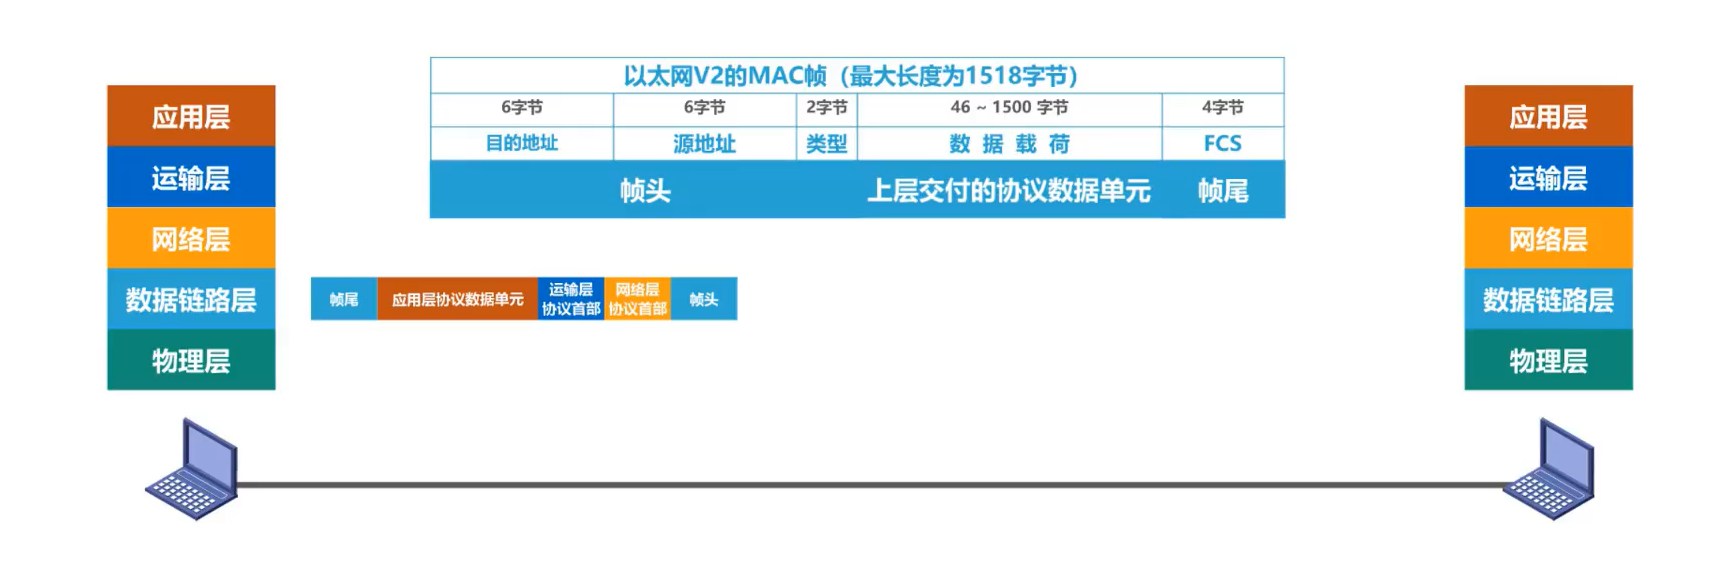 应用层
运输层
网络层
数据链路层
物理层
以太网V2的MAC帧（最大长度为1518字节）
6字节 6字节 2字节 46 ~ 1500 字节 4字节
目的地址 源地址 类型 数 据 载 荷 FCS
帧头 上层交付的协议数据单元 帧尾
帧尾 应用层协议数据单元 运输层 网络层 帧头
协议首部 协议首部
应用层
运输层
网络层
数据链路层
物理层